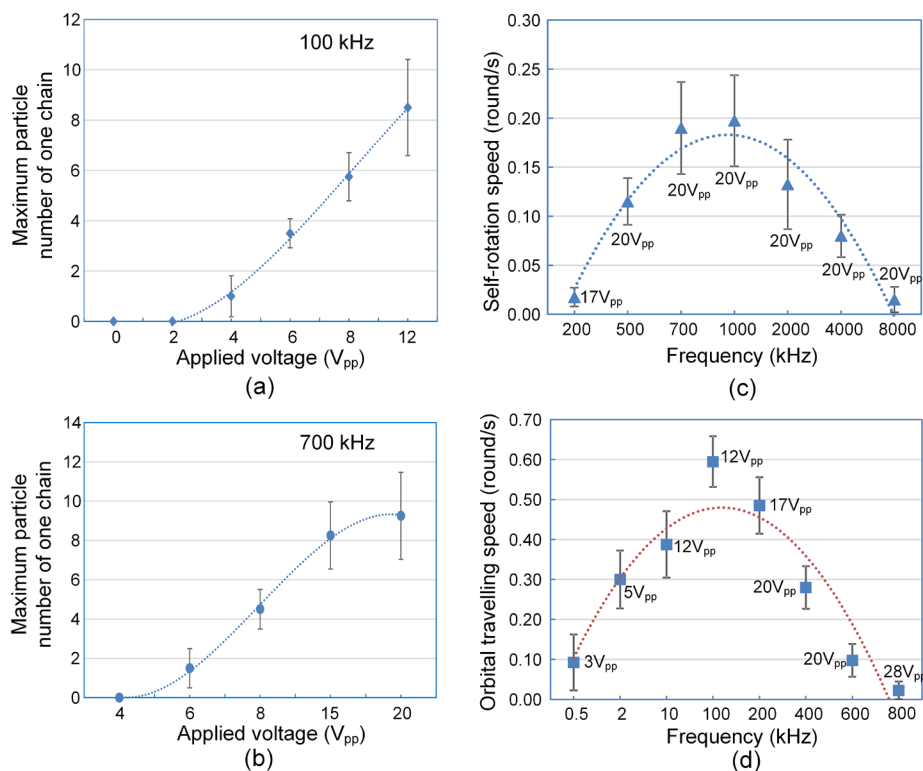 12
10
8
6
4
2
0
Maximum particle
number of one chain
100 kHz
0 2 4 6 8 12
Applied voltage (Vpp)
(a)
14
12
10
8
6
4
2
0
Maximum particle
number of one chain
700 kHz
4 6 8 15 20
Applied voltage (Vpp)
(b)
0.30
0.25
0.20
0.15
0.10
0.05
0.00
Self-rotation speed (round/s)
17Vpp
20Vpp
20Vpp
20Vpp
20Vpp
20Vpp
20Vpp
200 500 700 1000 2000 4000 8000
Frequency (kHz)
(c)
0.70
0.60
0.50
0.40
0.30
0.20
0.10
0.00
Orbital travelling speed (round/s)
3Vpp
5Vpp
12Vpp
12Vpp
17Vpp
20Vpp
20Vpp
28Vpp
0.5 2 10 100 200 400 600 800
Frequency (kHz)
(d)